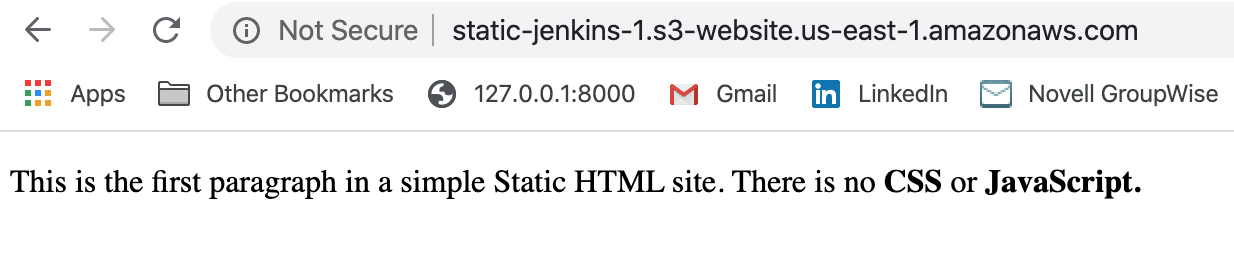 Not Secure static-jenkins-1.s3-website.us-east-1.amazonaws.com
Apps Other Bookmarks 127.0.0.1:8000 Gmail LinkedIn Novell GroupWise
This is the first paragraph in a simple Static HTML site. There is no CSS or JavaScript.